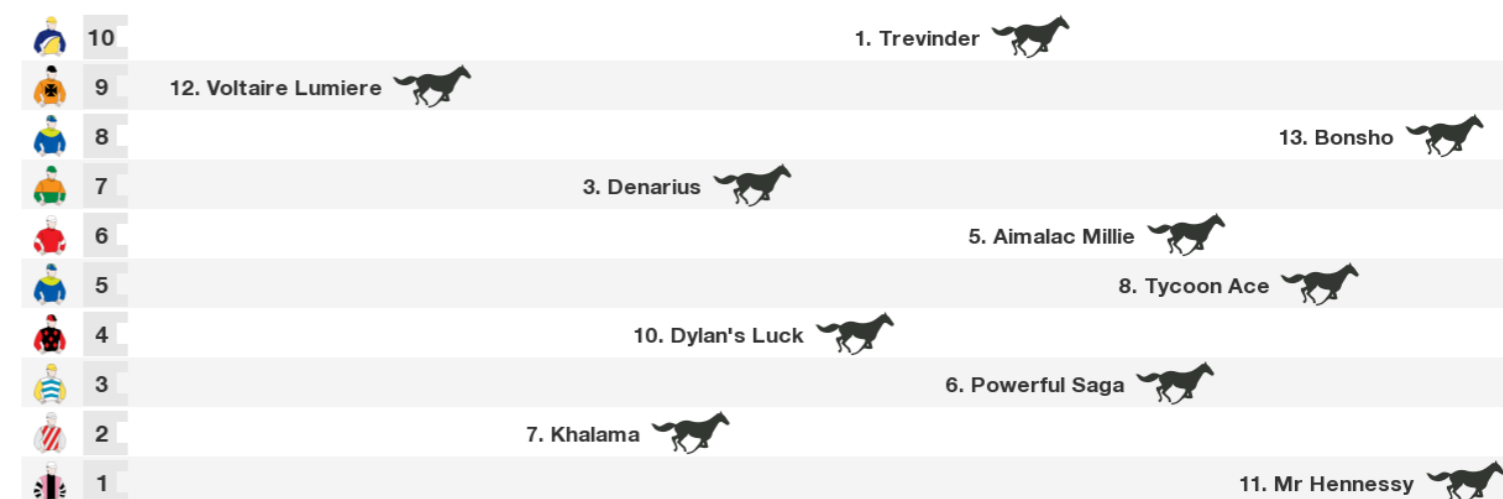 10 1. Trevinder
9 12. Voltaire Lumiere
8 13. Bonsho
7 3. Denarius
6 5. Aimalac Millie
5 8. Tycoon Ace
4 10. Dylan's Luck
3 6. Powerful Saga
2 7. Khalama
1 11. Mr Hennessy